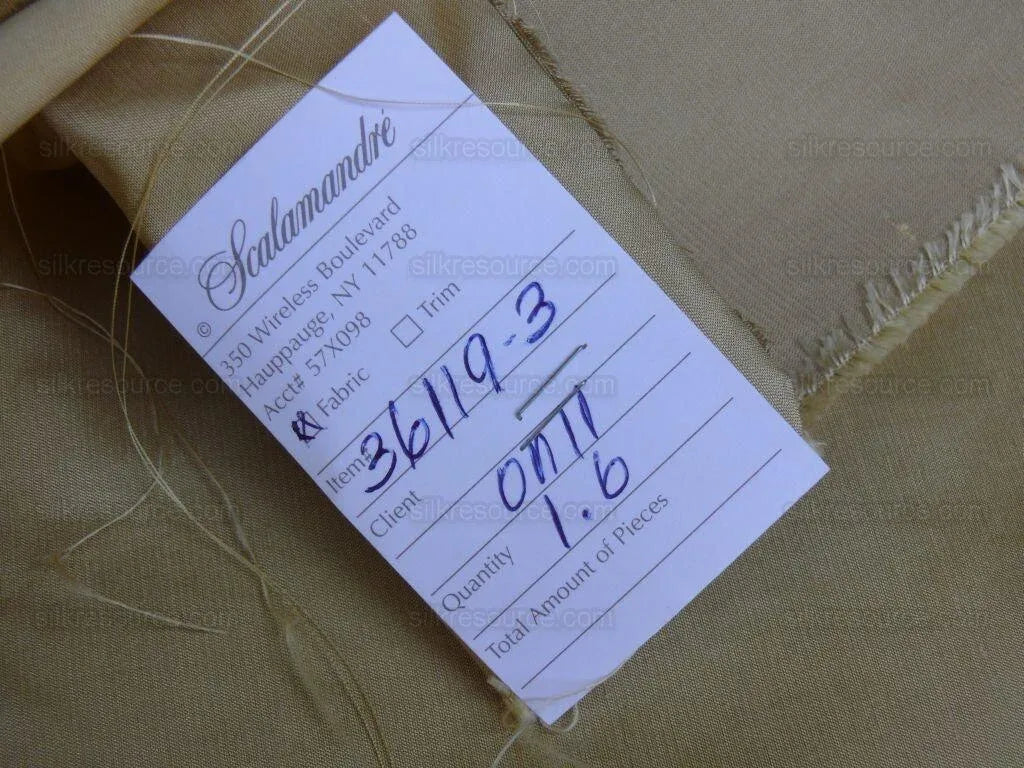 © Scalamandré
350 Wireless Boulevard
Hauppauge, NY 11788
Acct# 57X098
Fabric Trim
Item# 36119-3
Client
Quantity 1.6
Total Amount of Pieces
silkresource.com